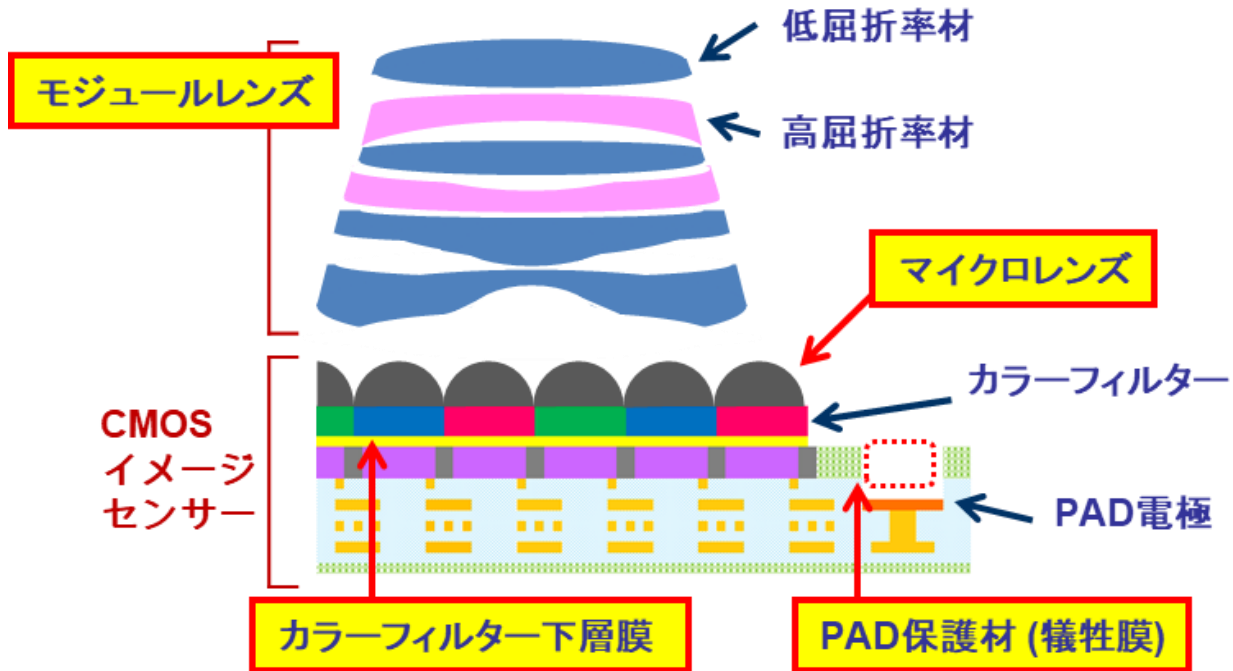 低屈折率材
モジュールレンズ
高屈折率材
マイクロレンズ
カラーフィルター
CMOS
イメージ
センサー
PAD電極
カラーフィルター下層膜
PAD保護材 (犠牲膜)